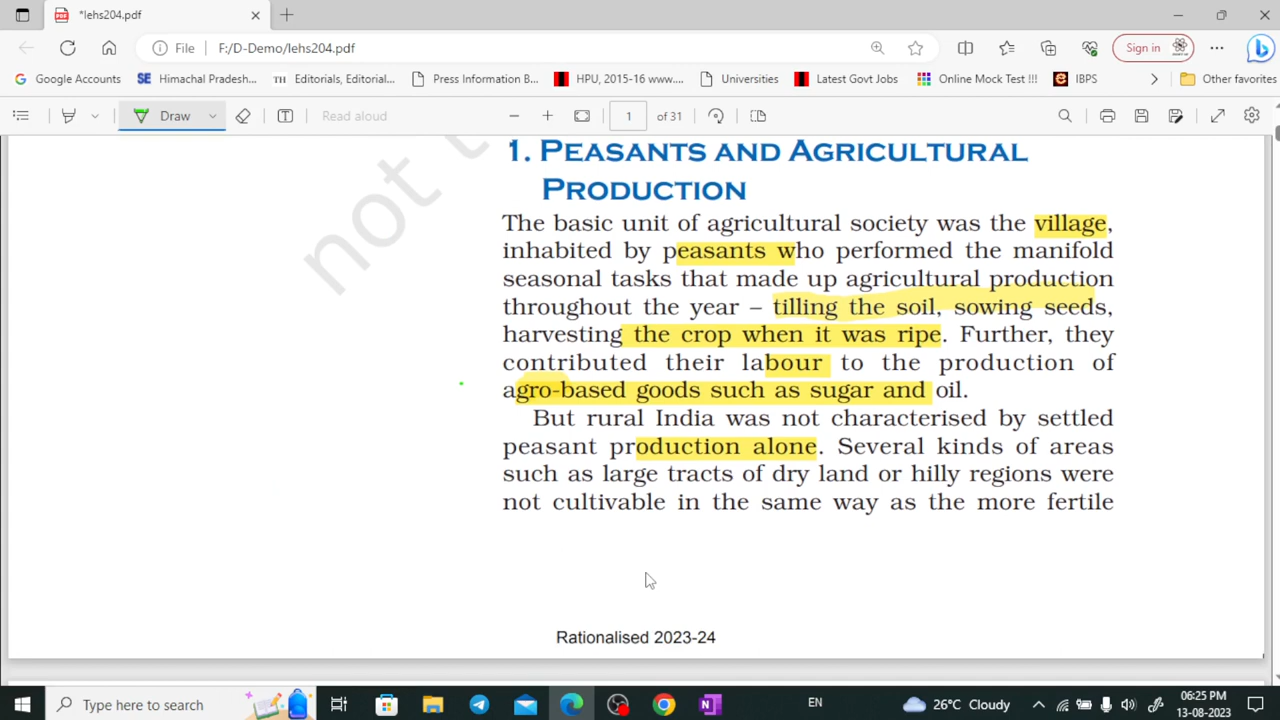 *lehs204.pdf
File F:/D-Demo/lehs204.pdf Sign in
Google Accounts SE Himachal Pradesh... TH Editorials, Editorial... Press Information B... HPU, 2015-16 www.... Universities Latest Govt Jobs Online Mock Test !!! IBPS Other favorites
Draw Read aloud 1 of 31
not t
1. PEASANTS AND AGRICULTURAL
PRODUCTION
The basic unit of agricultural society was the village,
inhabited by peasants who performed the manifold
seasonal tasks that made up agricultural production
throughout the year – tilling the soil, sowing seeds,
harvesting the crop when it was ripe. Further, they
contributed their labour to the production of
agro-based goods such as sugar and oil.
But rural India was not characterised by settled
peasant production alone. Several kinds of areas
such as large tracts of dry land or hilly regions were
not cultivable in the same way as the more fertile
Rationalised 2023-24
Type here to search EN 26°C Cloudy 06:25 PM
13-08-2023